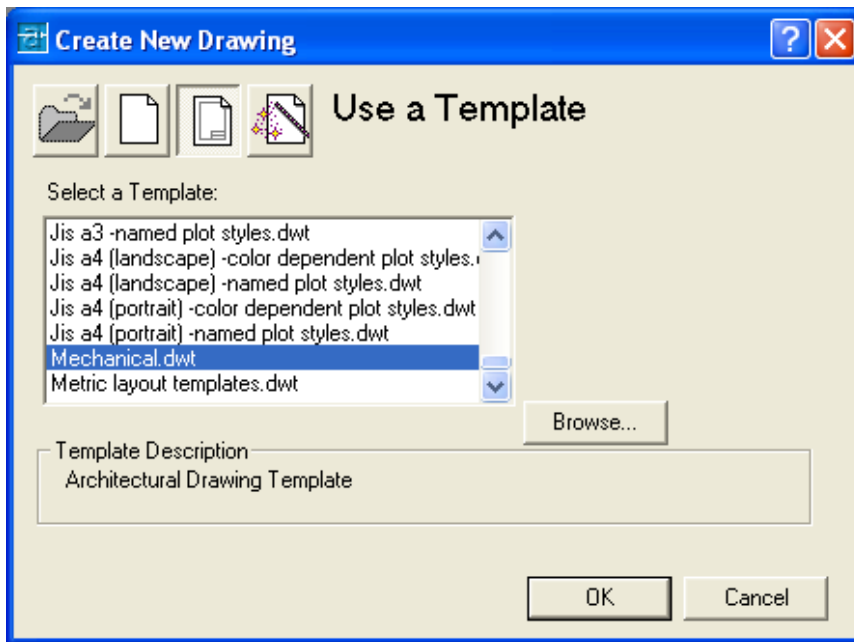 Create New Drawing
Use a Template
Select a Template:
Jis a3 -named plot styles.dwt
Jis a4 (landscape) -color dependent plot styles.
Jis a4 (landscape) -named plot styles.dwt
Jis a4 (portrait) -color dependent plot styles.dwt
Jis a4 (portrait) -named plot styles.dwt
Mechanical.dwt
Metric layout templates.dwt
Browse...
Template Description
Architectural Drawing Template
OK
Cancel